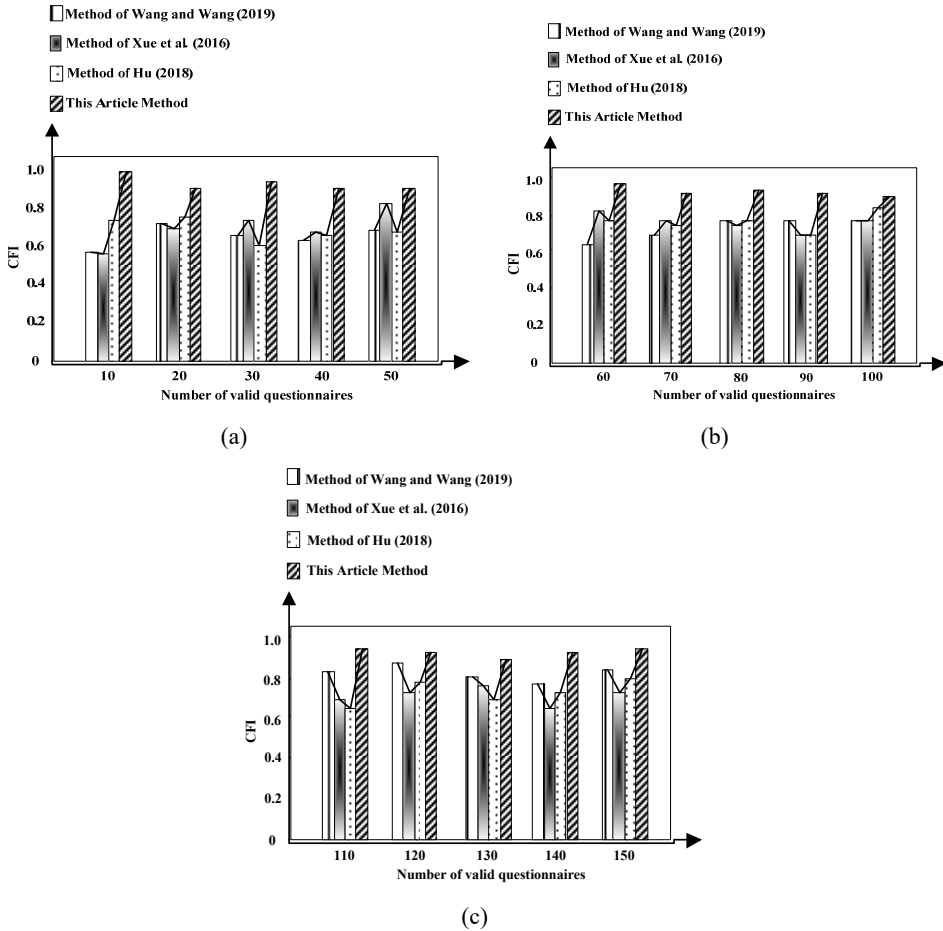 Method of Wang and Wang (2019)
Method of Xue et al. (2016)
Method of Hu (2018)
This Article Method
1.0
0.8
0.6
0.4
0.2
0
CFI
10 20 30 40 50
Number of valid questionnaires
(a)
Method of Wang and Wang (2019)
Method of Xue et al. (2016)
Method of Hu (2018)
This Article Method
1.0
0.8
0.6
0.4
0.2
0
CFI
60 70 80 90 100
Number of valid questionnaires
(b)
Method of Wang and Wang (2019)
Method of Xue et al. (2016)
Method of Hu (2018)
This Article Method
1.0
0.8
0.6
0.4
0.2
0
CFI
110 120 130 140 150
Number of valid questionnaires
(c)